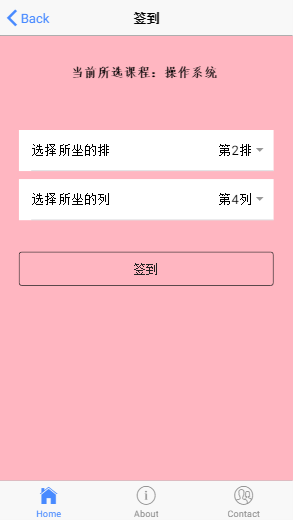 Back
签到
当前所选课程：操作系统
选择所坐的排 第2排
选择所坐的列 第4列
签到
Home About Contact